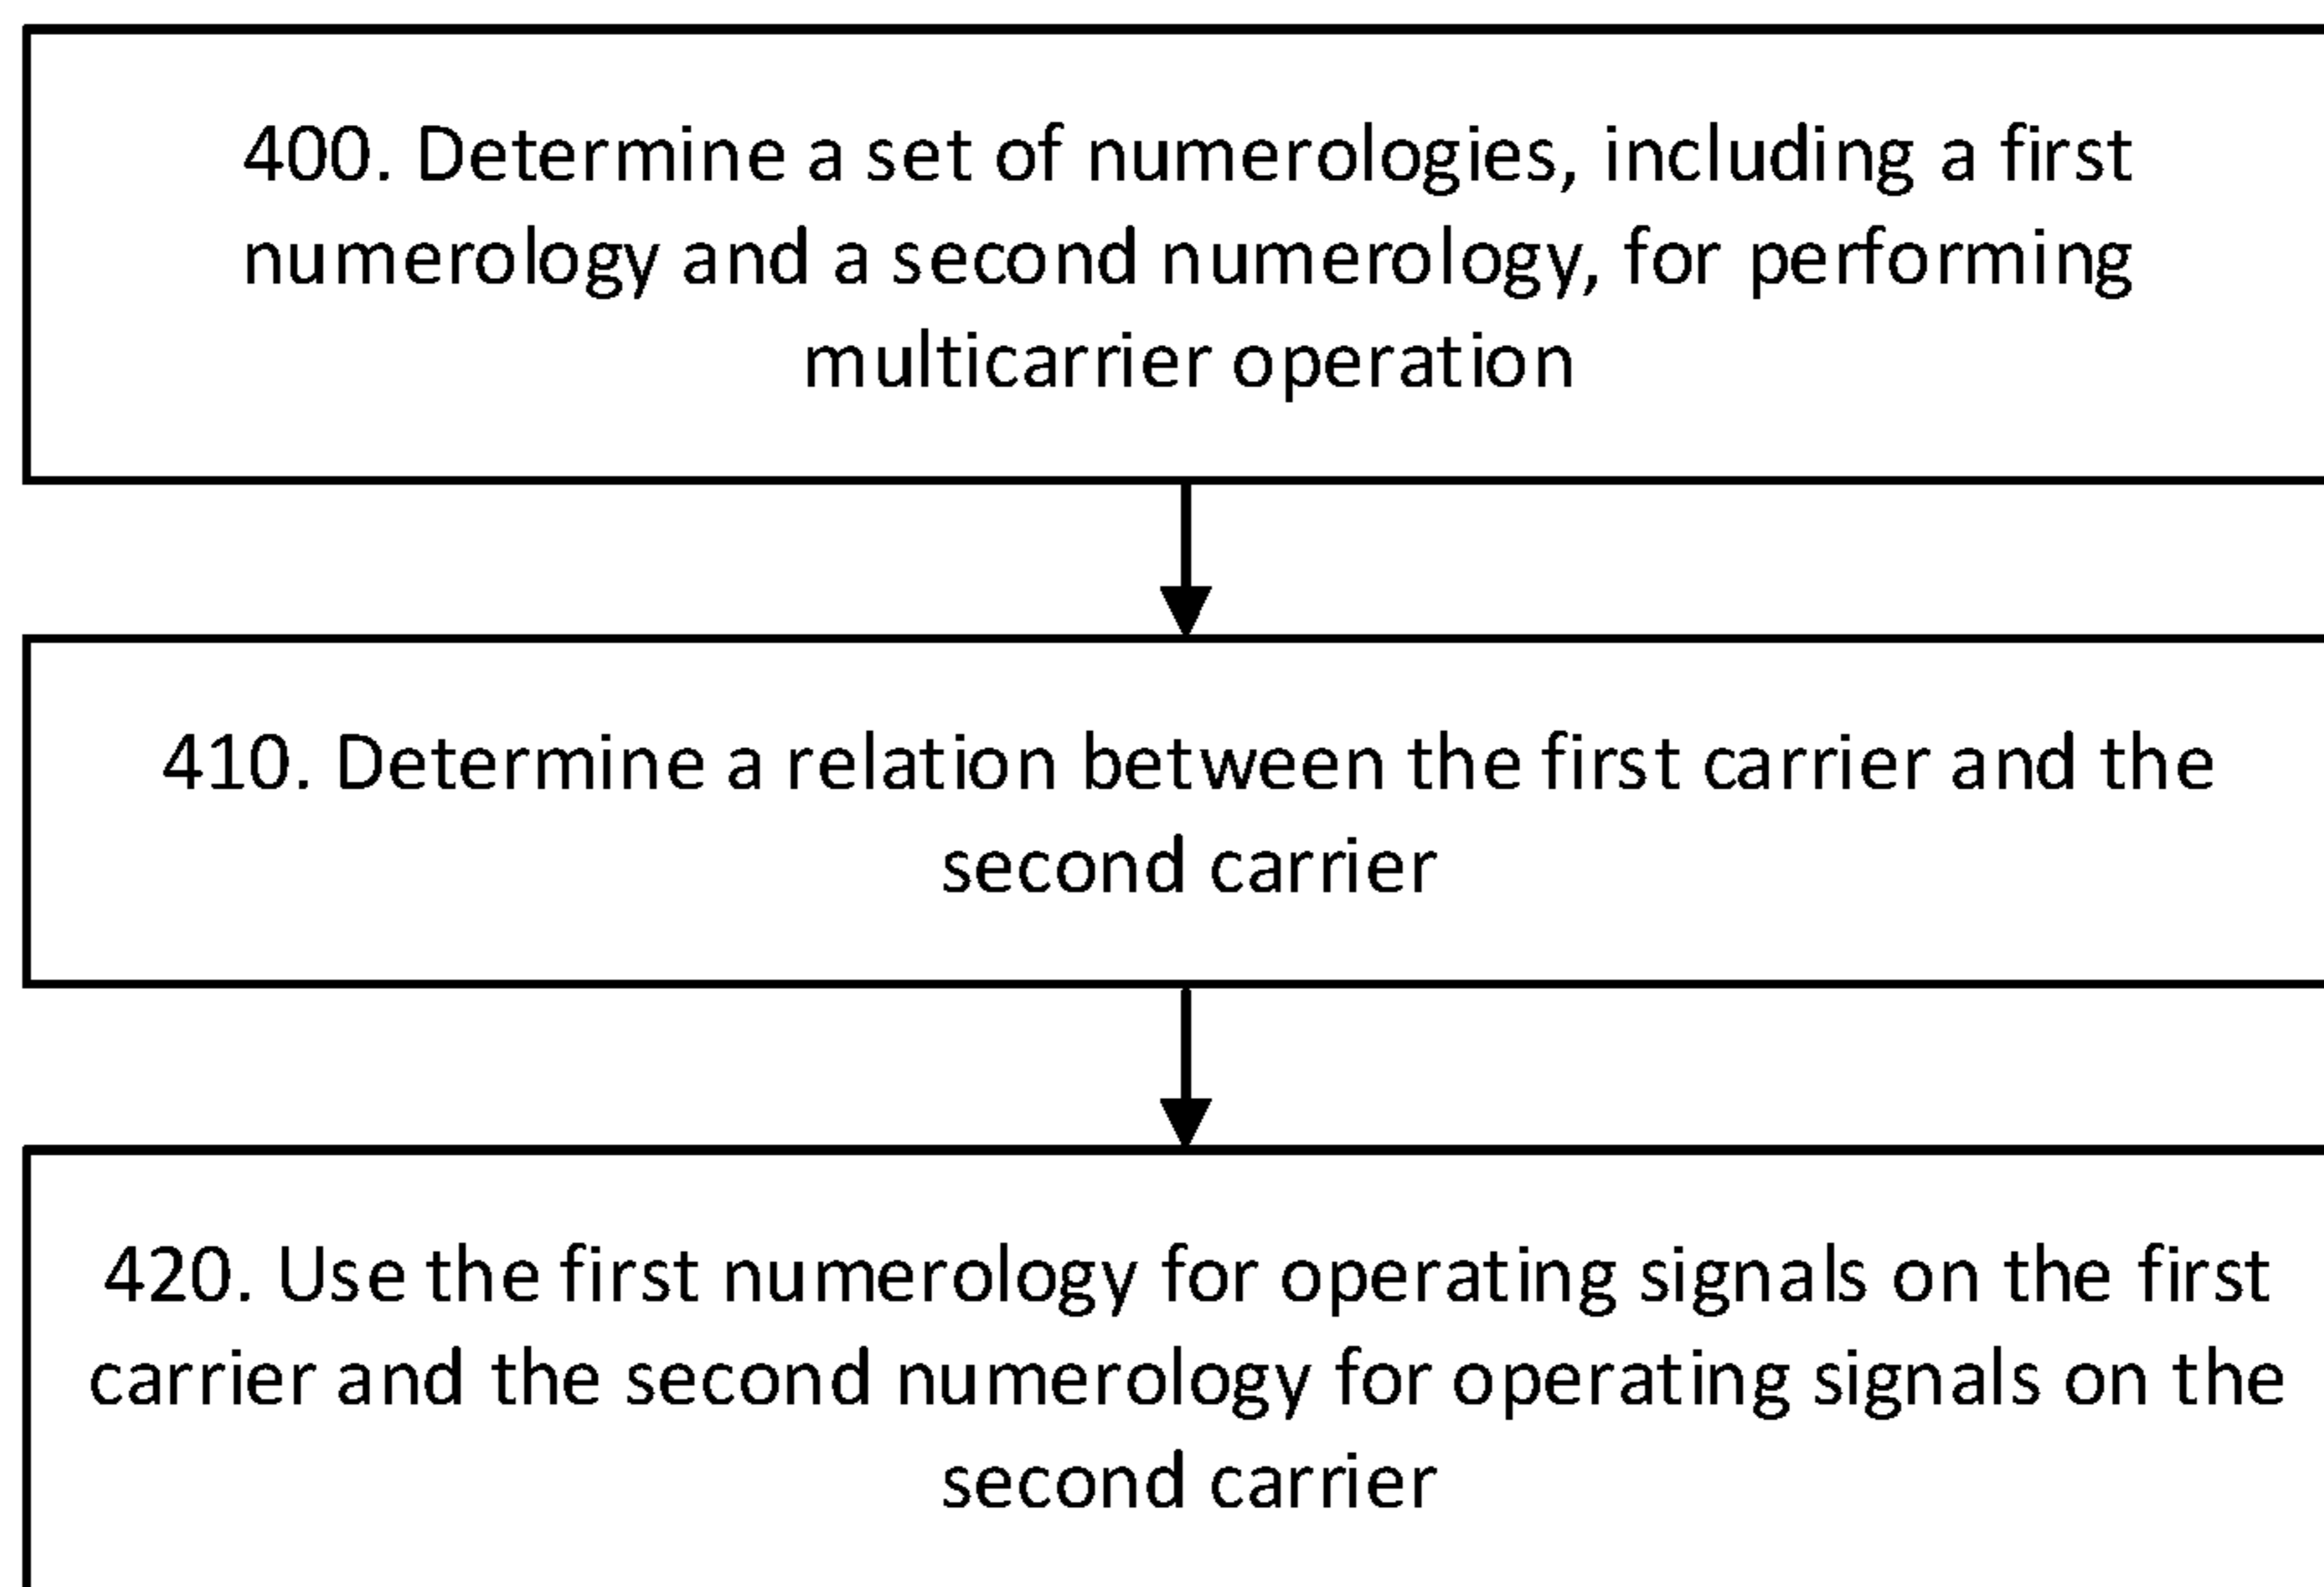 400. Determine a set of numerologies, including a first
numerology and a second numerology, for performing
multicarrier operation
410. Determine a relation between the first carrier and the
second carrier
420. Use the first numerology for operating signals on the first
carrier and the second numerology for operating signals on the
second carrier